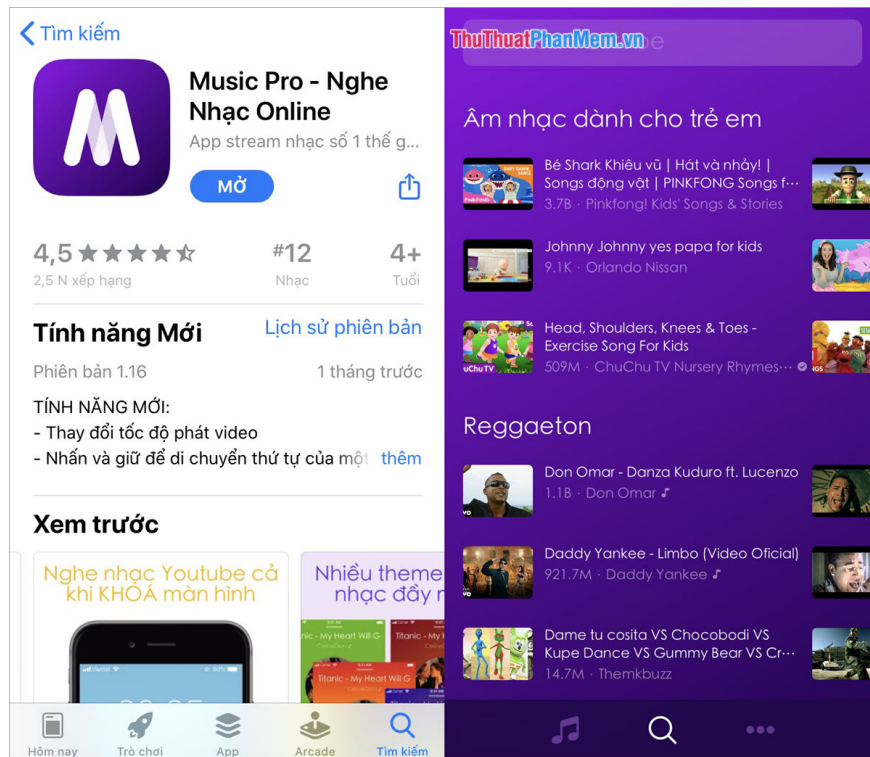 Tìm kiếm
Music Pro - Nghe
Nhạc Online
App stream nhạc số 1 thế g...
MỞ
4,5
2,5 N xếp hạng
#12
Nhạc
4+
Tuổi
Tính năng Mới
Lịch sử phiên bản
Phiên bản 1.16
1 tháng trước
TÍNH NĂNG MỚI:
- Thay đổi tốc độ phát video
- Nhấn và giữ để di chuyển thứ tự của một thêm
Xem trước
Nghe nhạc Youtube cả
khi KHOÁ màn hình
Nhiều theme
nhạc đầy
Titanic - My Heart Will G
Hôm nay
Trò chơi
App
Arcade
Tìm kiếm
ThuThuatPhanMem.vn
Âm nhạc dành cho trẻ em
Bé Shark Khiêu vũ | Hát và nhảy! |
Songs động vật | PINKFONG Songs f...
3.7B · Pinkfong! Kids' Songs & Stories
Johnny Johnny yes papa for kids
9.1K · Orlando Nissan
Head, Shoulders, Knees & Toes -
Exercise Song For Kids
509M · ChuChu TV Nursery Rhymes...
Reggaeton
Don Omar - Danza Kuduro ft. Lucenzo
1.1B · Don Omar
Daddy Yankee - Limbo (Video Oficial)
921.7M · Daddy Yankee
Dame tu cosita VS Chocobodi VS
Kupe Dance VS Gummy Bear VS Cr...
14.7M · Themkbuzz